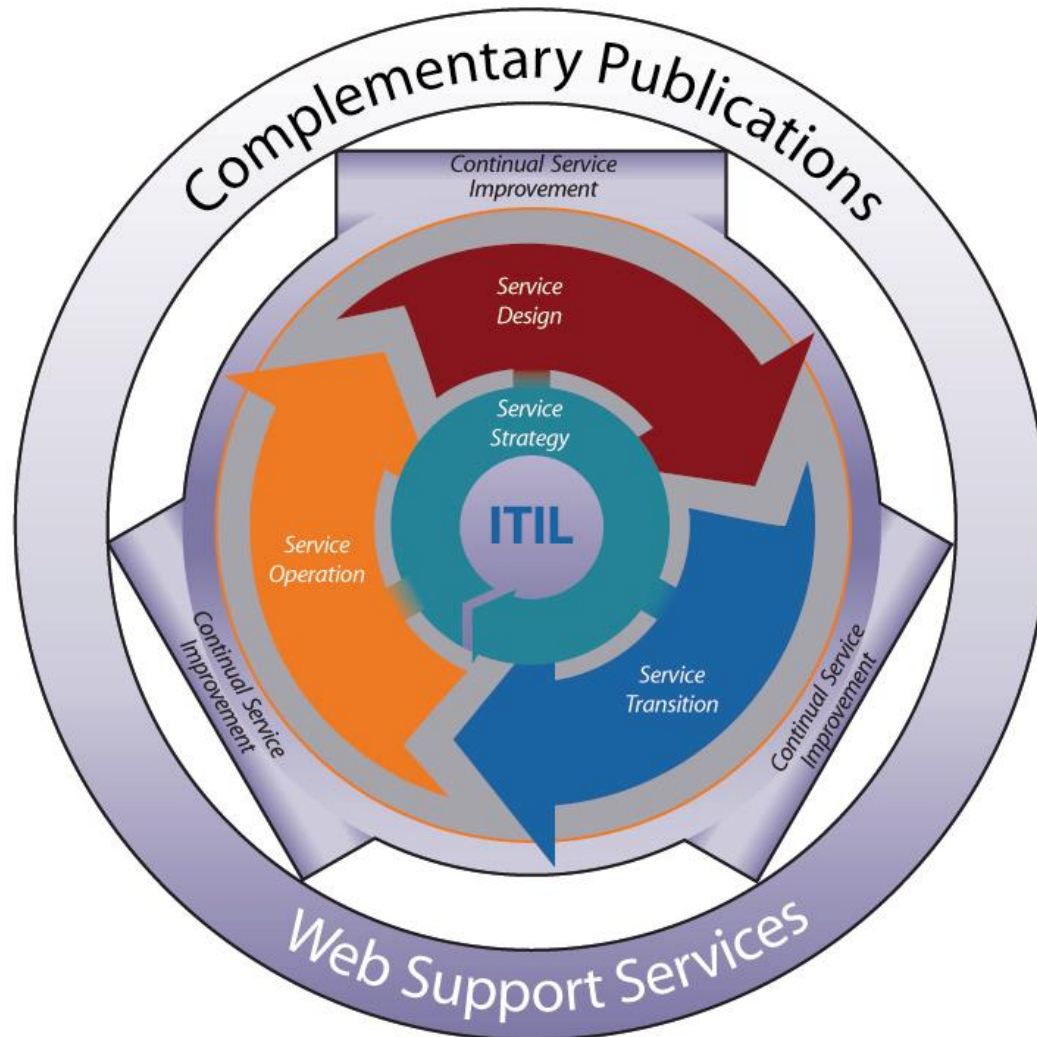 Complementary Publications
Continual Service
Improvement
Service
Design
Service
Strategy
ITIL
Service
Operation
Service
Transition
Continual Service
Improvement
Continual Service
Improvement
Web Support Services